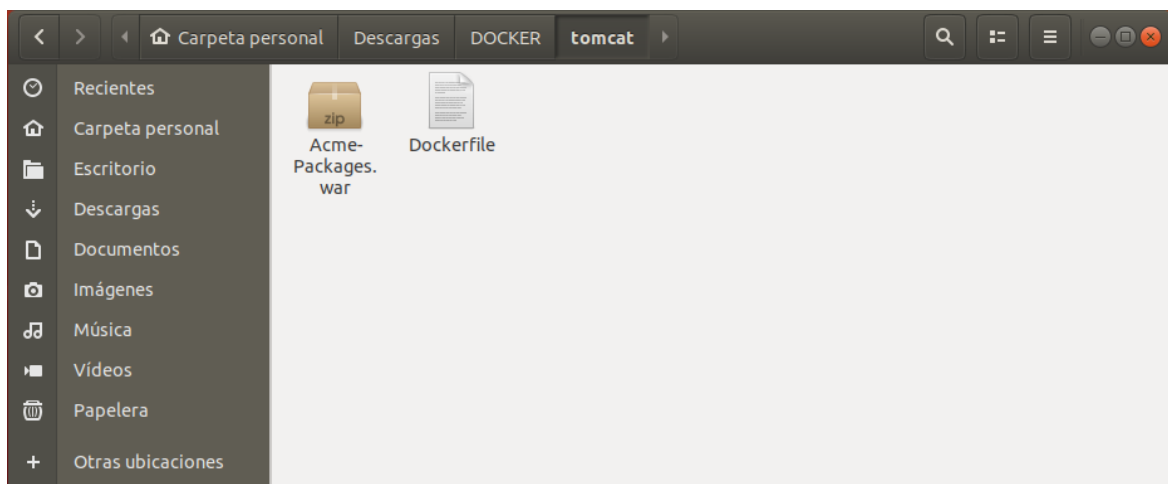 Carpeta personal Descargas DOCKER tomcat
Recientes
Carpeta personal
Escritorio
Descargas
Documentos
Imágenes
Música
Vídeos
Papelera
Otras ubicaciones
zip
Acme-
Packages.
war
Dockerfile